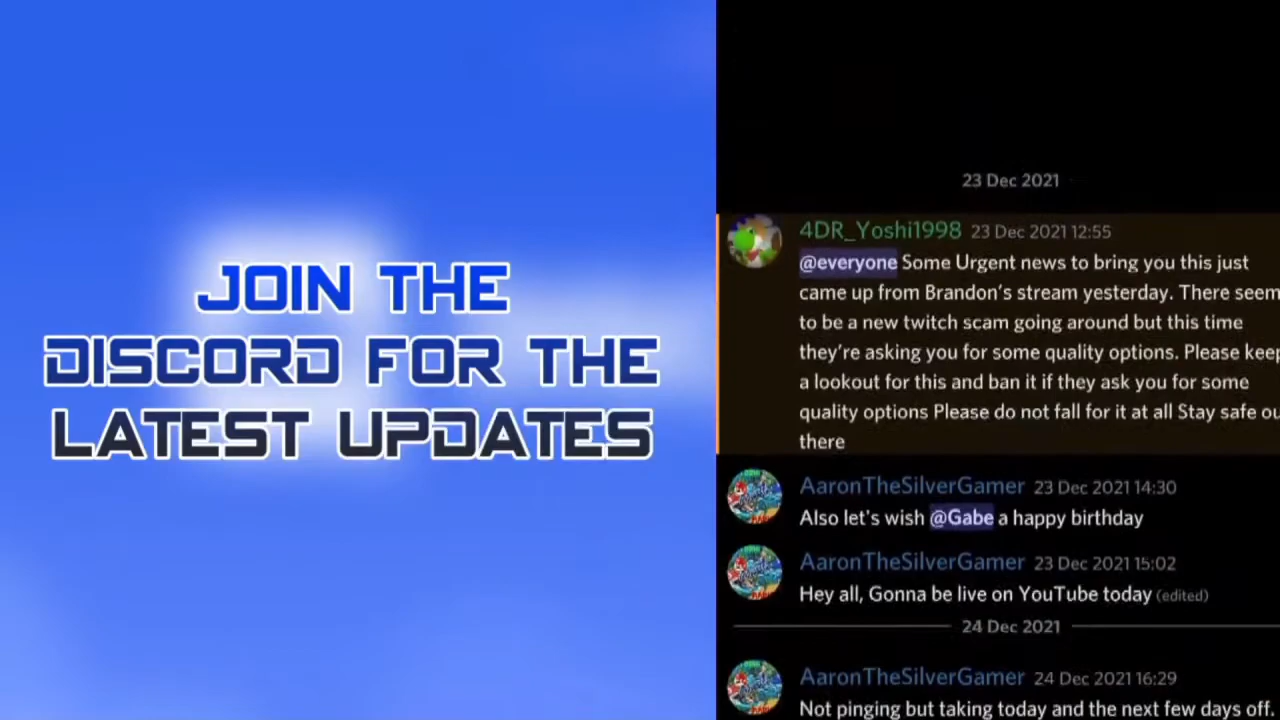 JOIN THE
DISCORD FOR THE
LATEST UPDATES
23 Dec 2021
4DR_Yoshi1998 23 Dec 2021 12:55
@everyone Some Urgent news to bring you this just
came up from Brandon's stream yesterday. There seem
to be a new twitch scam going around but this time
they're asking you for some quality options. Please keep
a lookout for this and ban it if they ask you for some
quality options Please do not fall for it at all Stay safe ou
there
AaronTheSilverGamer 23 Dec 2021 14:30
Also let's wish @Gabe a happy birthday
AaronTheSilverGamer 23 Dec 2021 15:02
Hey all, Gonna be live on YouTube today (edited)
24 Dec 2021
AaronTheSilverGamer 24 Dec 2021 16:29
Not pinging but taking today and the next few days off.